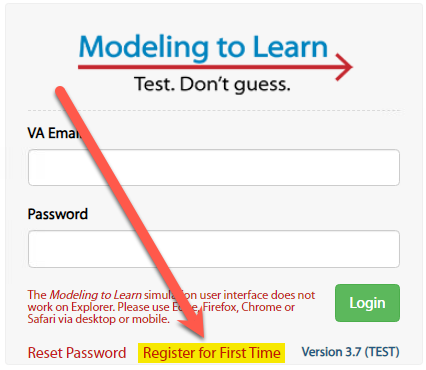 Modeling to Learn
Test. Don't guess.
VA Email
Password
The Modeling to Learn simulation user interface does not
work on Explorer. Please use Edge, Firefox, Chrome or
Safari via desktop or mobile.
Login
Reset Password
Register for First Time
Version 3.7 (TEST)